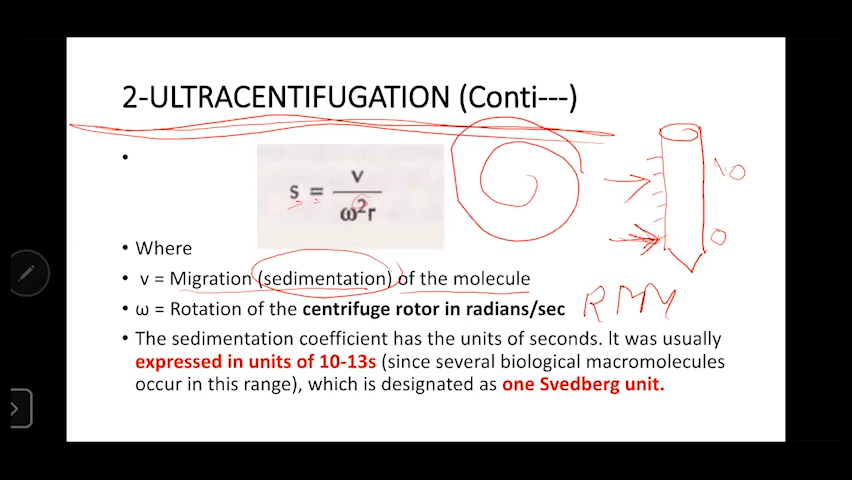 2-ULTRACENTIFUGATION (Conti---)
s = v / ω²r
• Where
• v = Migration (sedimentation) of the molecule
• ω = Rotation of the centrifuge rotor in radians/sec
RMM
• The sedimentation coefficient has the units of seconds. It was usually
expressed in units of 10-13s (since several biological macromolecules
occur in this range), which is designated as one Svedberg unit.
0